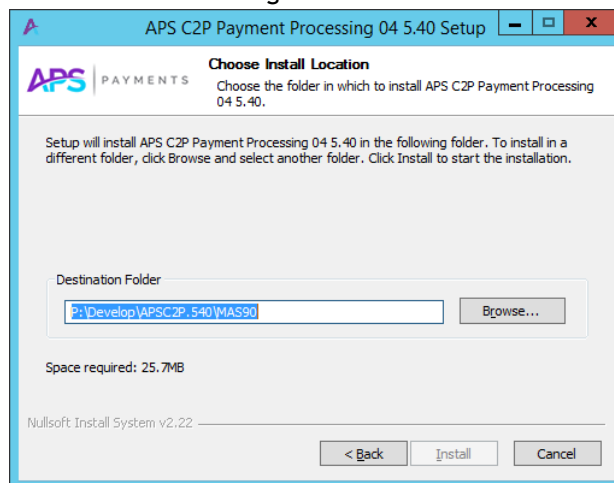 APS C2P Payment Processing 04 5.40 Setup
APS PAYMENTS
Choose Install Location
Choose the folder in which to install APS C2P Payment Processing
04 5.40.
Setup will install APS C2P Payment Processing 04 5.40 in the following folder. To install in a
different folder, click Browse and select another folder. Click Install to start the installation.
Destination Folder
P:\Develop\APSC2P.540\MAS90
Browse...
Space required: 25.7MB
Nullsoft Install System v2.22
< Back Install Cancel